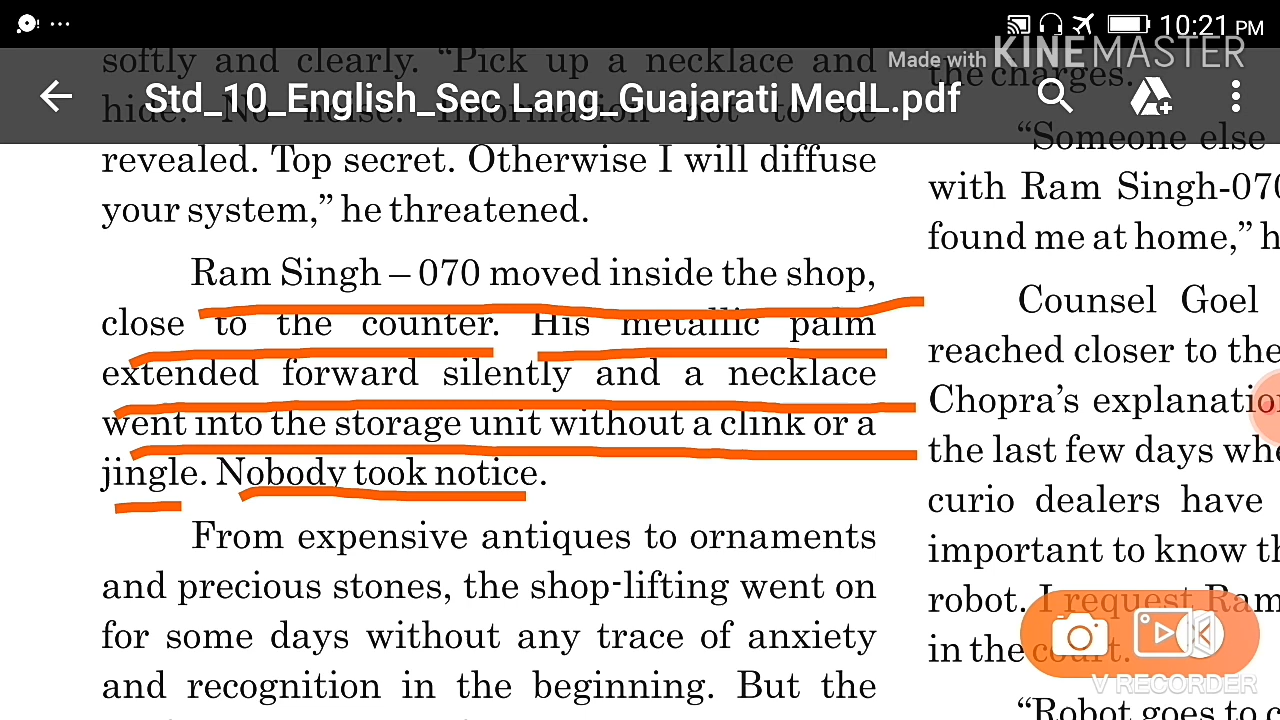 10:21 PM
Made with KINEMASTER
Std_10_English_Sec Lang_Guajarati MedL.pdf
softly and clearly. “Pick up a necklace and
hide. No noise. Information not to be
revealed. Top secret. Otherwise I will diffuse
your system,” he threatened.
Ram Singh – 070 moved inside the shop,
close to the counter. His metallic palm
extended forward silently and a necklace
went into the storage unit without a clink or a
jingle. Nobody took notice.
From expensive antiques to ornaments
and precious stones, the shop-lifting went on
for some days without any trace of anxiety
and recognition in the beginning. But the
the charges.
“Someone else
with Ram Singh-070
found me at home,” h
Counsel Goel
reached closer to the
Chopra’s explanatio
the last few days whe
curio dealers have
important to know th
robot. I request Ram
in the court.
“Robot goes to c
V RECORDER